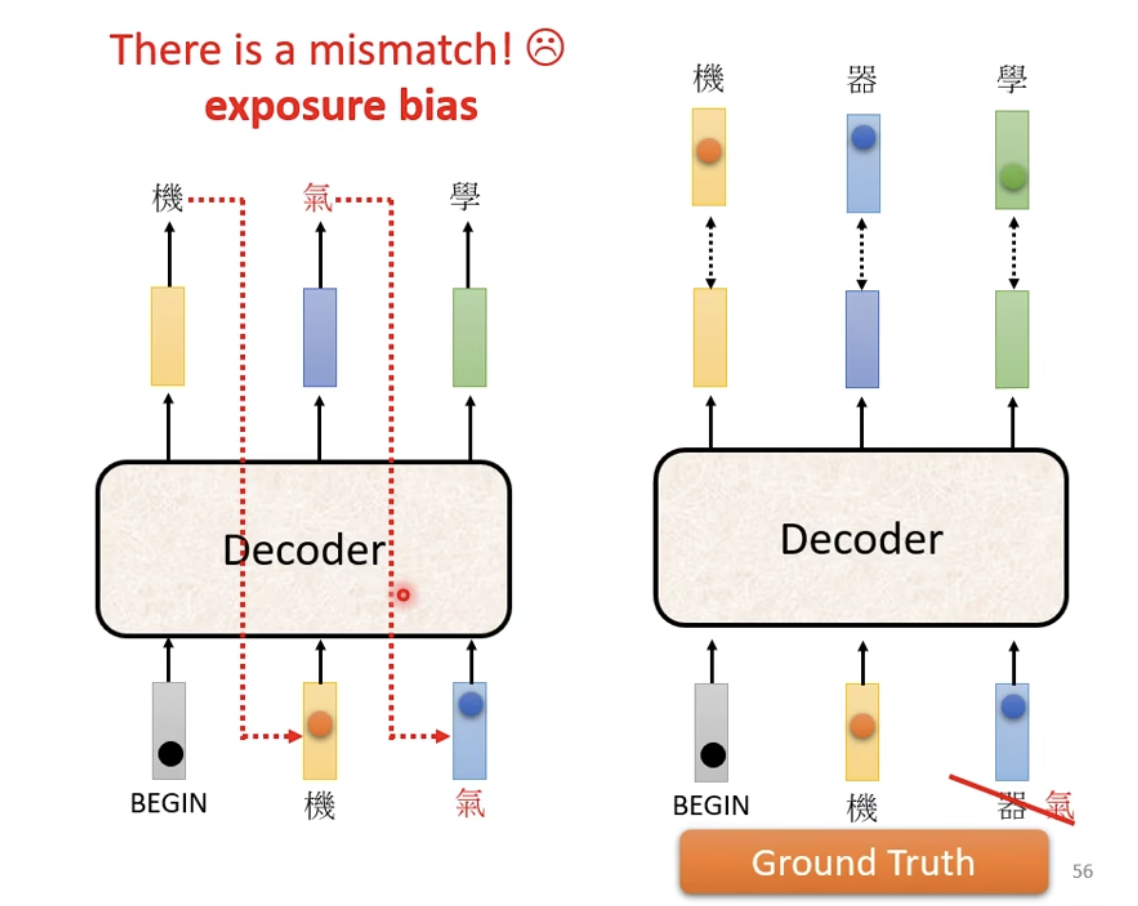 There is a mismatch! ☹
exposure bias
機 氣 學
Decoder
BEGIN 機 氣
機 器 學
Decoder
BEGIN 機 器 氣
Ground Truth
56